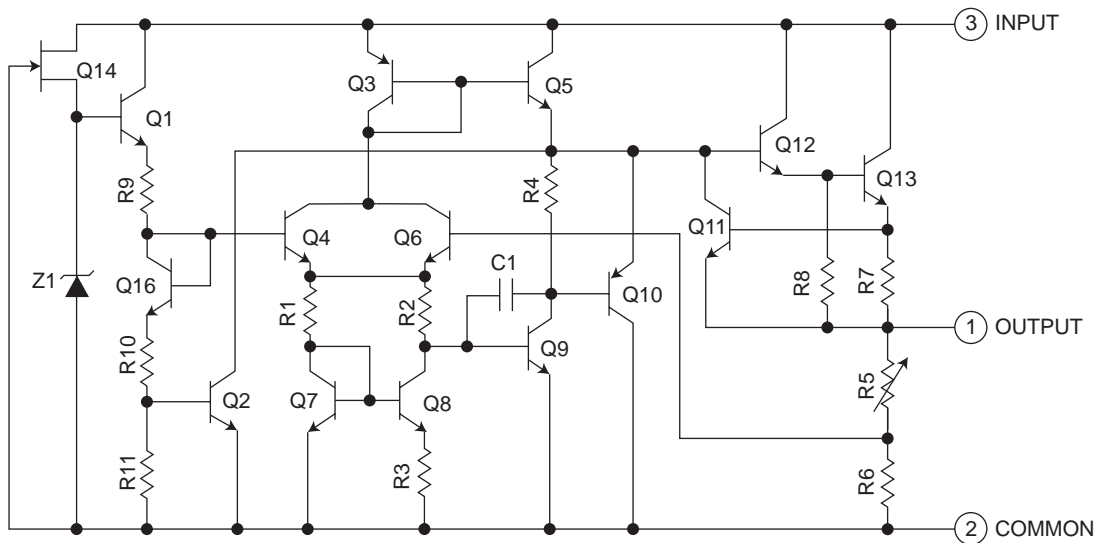 3 INPUT
Q14
Q3
Q5
Q1
Q12
Q13
R9
R4
Q4
Q6
Q11
C1
Z1
Q16
R1
R2
Q10
R8
R7
1 OUTPUT
R10
Q9
R5
Q2
Q7
Q8
R11
R3
R6
2 COMMON